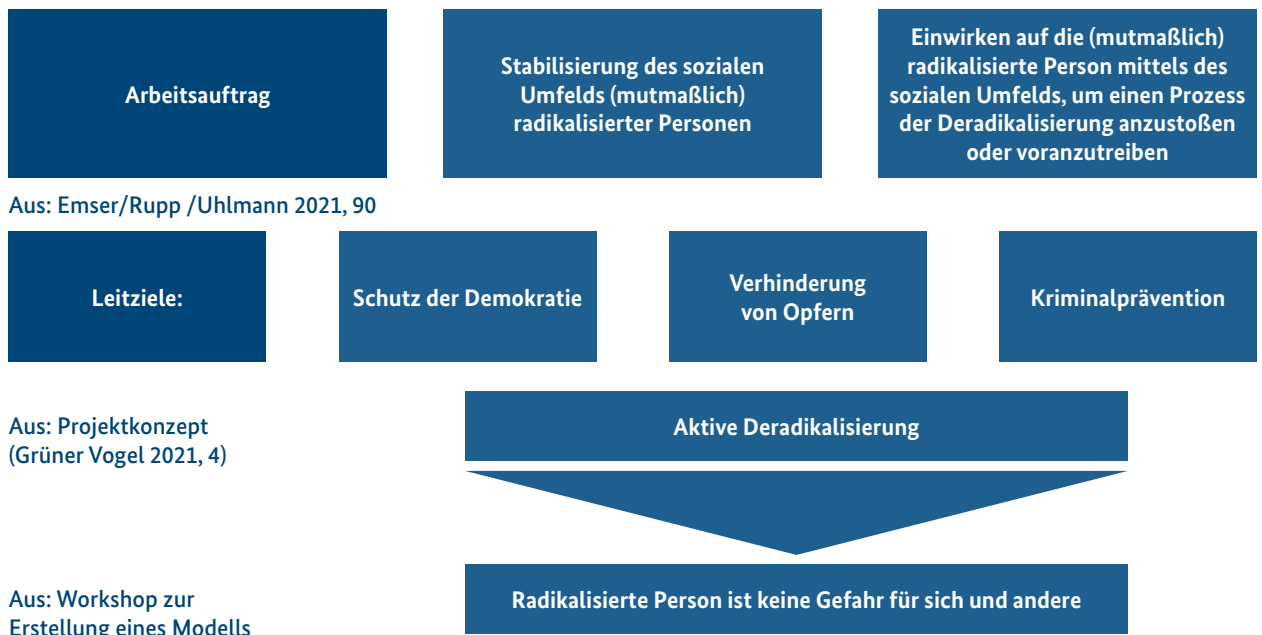 Arbeitsauftrag
Stabilisierung des sozialen
Umfelds (mutmaßlich)
radikalisierter Personen
Einwirken auf die (mutmaßlich)
radikalisierte Person mittels des
sozialen Umfelds, um einen Prozess
der Deradikalisierung anzustoßen
oder voranzutreiben
Aus: Emser/Rupp /Uhlmann 2021, 90
Leitziele:
Schutz der Demokratie
Verhinderung
von Opfern
Kriminalprävention
Aus: Projektkonzept
(Grüner Vogel 2021, 4)
Aktive Deradikalisierung
Aus: Workshop zur
Erstellung eines Modells
Radikalisierte Person ist keine Gefahr für sich und andere